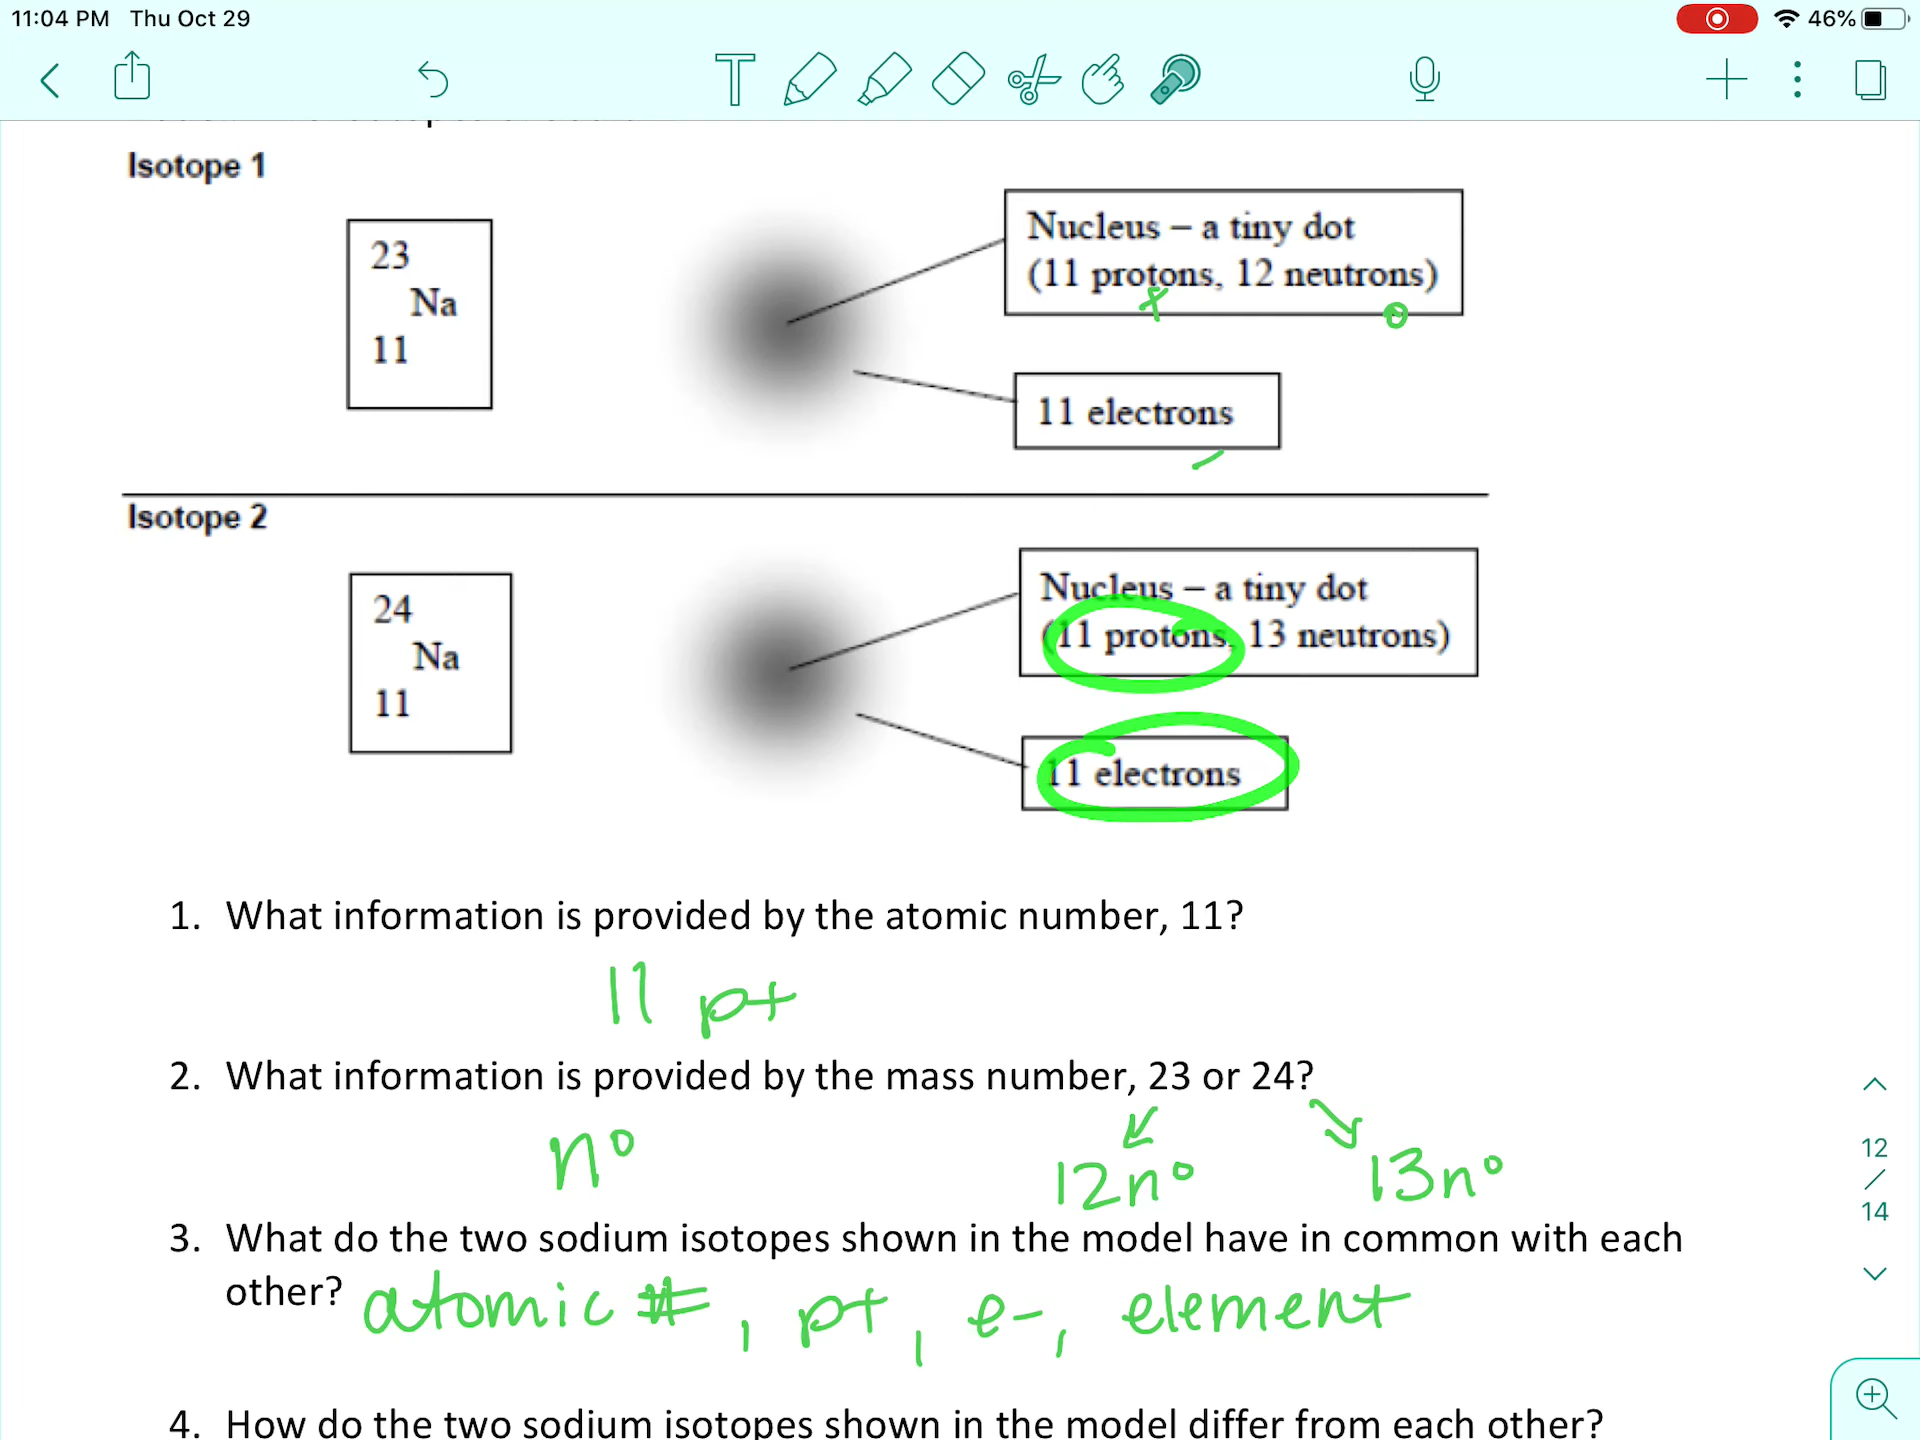 11:04 PM Thu Oct 29
46%
Isotope 1
23
Na
11
Nucleus – a tiny dot
(11 protons, 12 neutrons)
+
o
11 electrons
-
Isotope 2
24
Na
11
Nucleus – a tiny dot
(11 protons, 13 neutrons)
11 electrons
1. What information is provided by the atomic number, 11?
11 p+
2. What information is provided by the mass number, 23 or 24?
n° 12n° 13n°
3. What do the two sodium isotopes shown in the model have in common with each
other? atomic #, p+, e-, element
4. How do the two sodium isotopes shown in the model differ from each other?
12
/
14